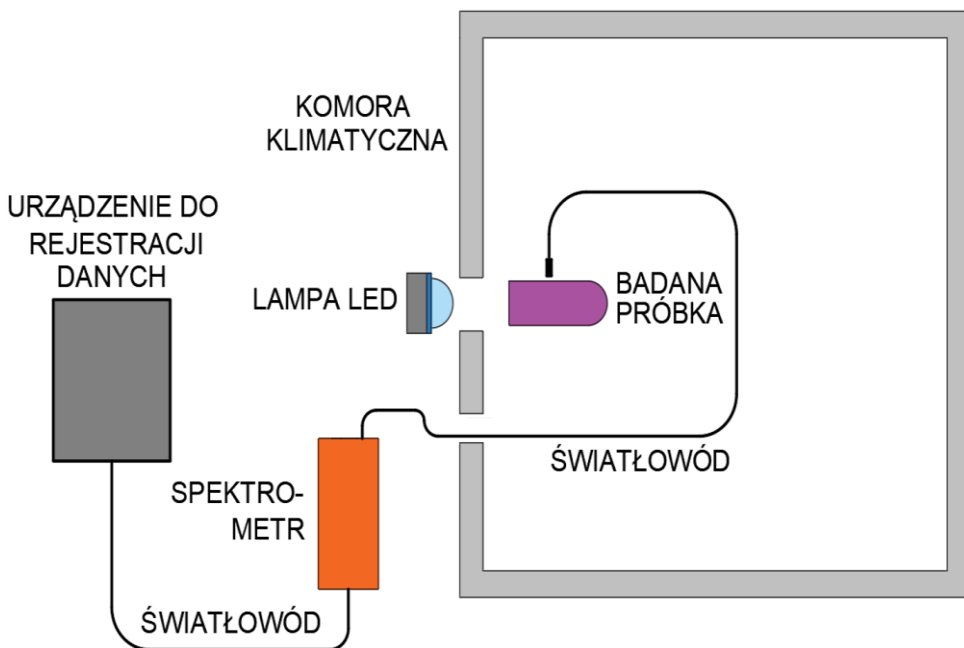 KOMORA
KLIMATYCZNA
URZĄDZENIE DO
REJESTRACJI
DANYCH
LAMPA LED
BADANA
PRÓBKA
ŚWIATŁOWÓD
SPEKTRO-
METR
ŚWIATŁOWÓD